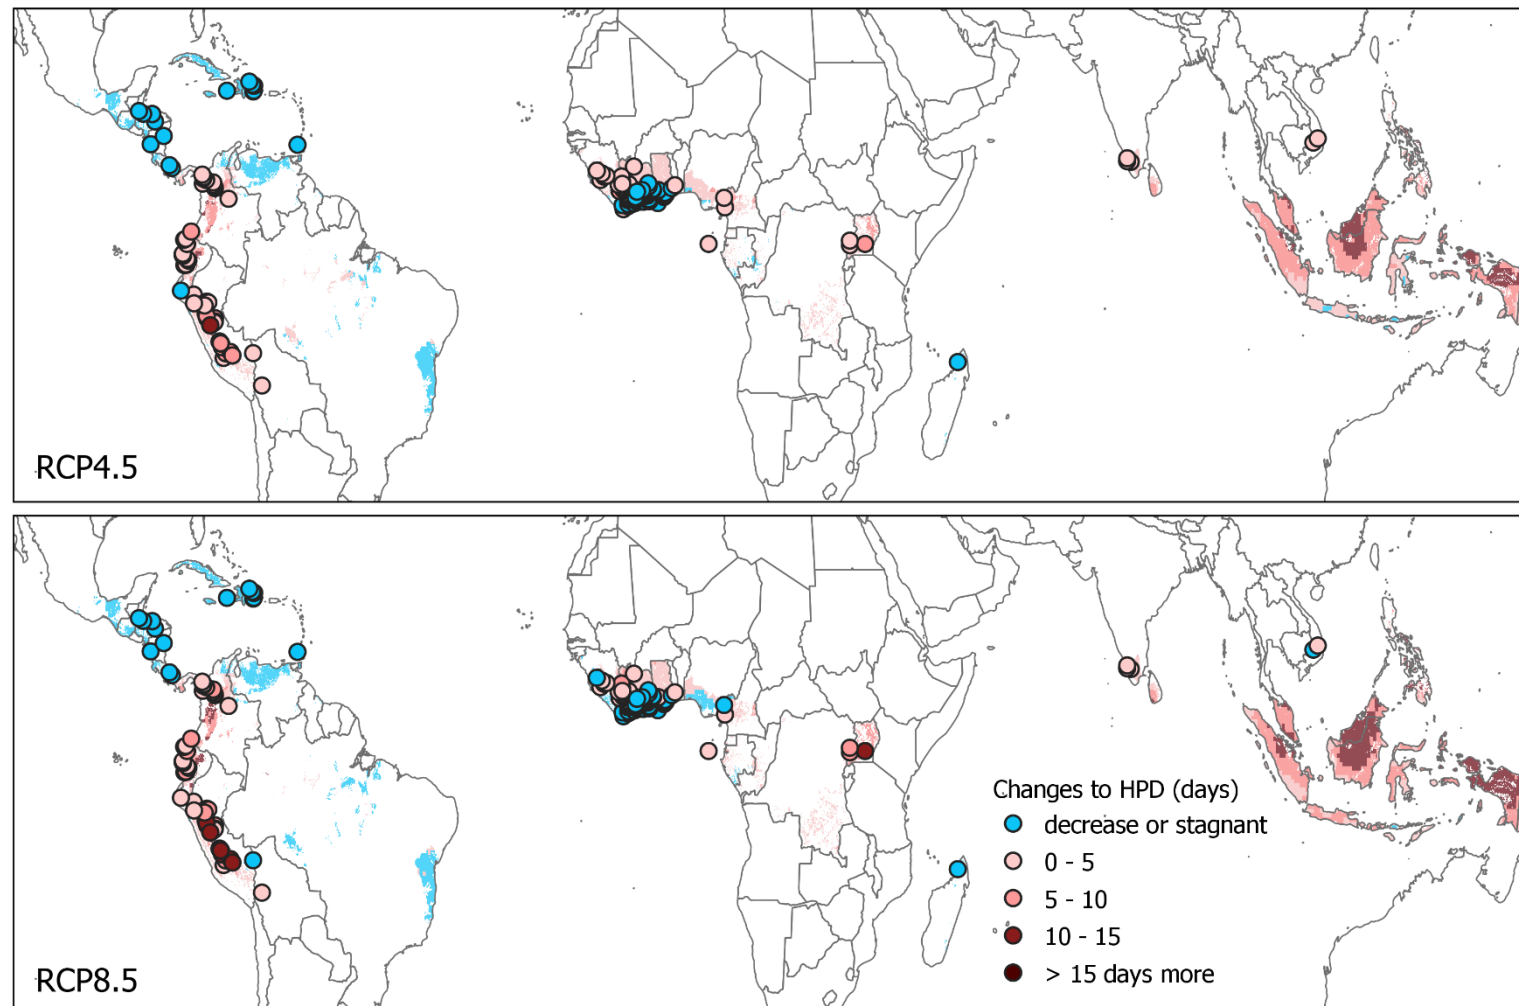 RCP4.5
Changes to HPD (days)
decrease or stagnant
0 - 5
5 - 10
10 - 15
> 15 days more
RCP8.5